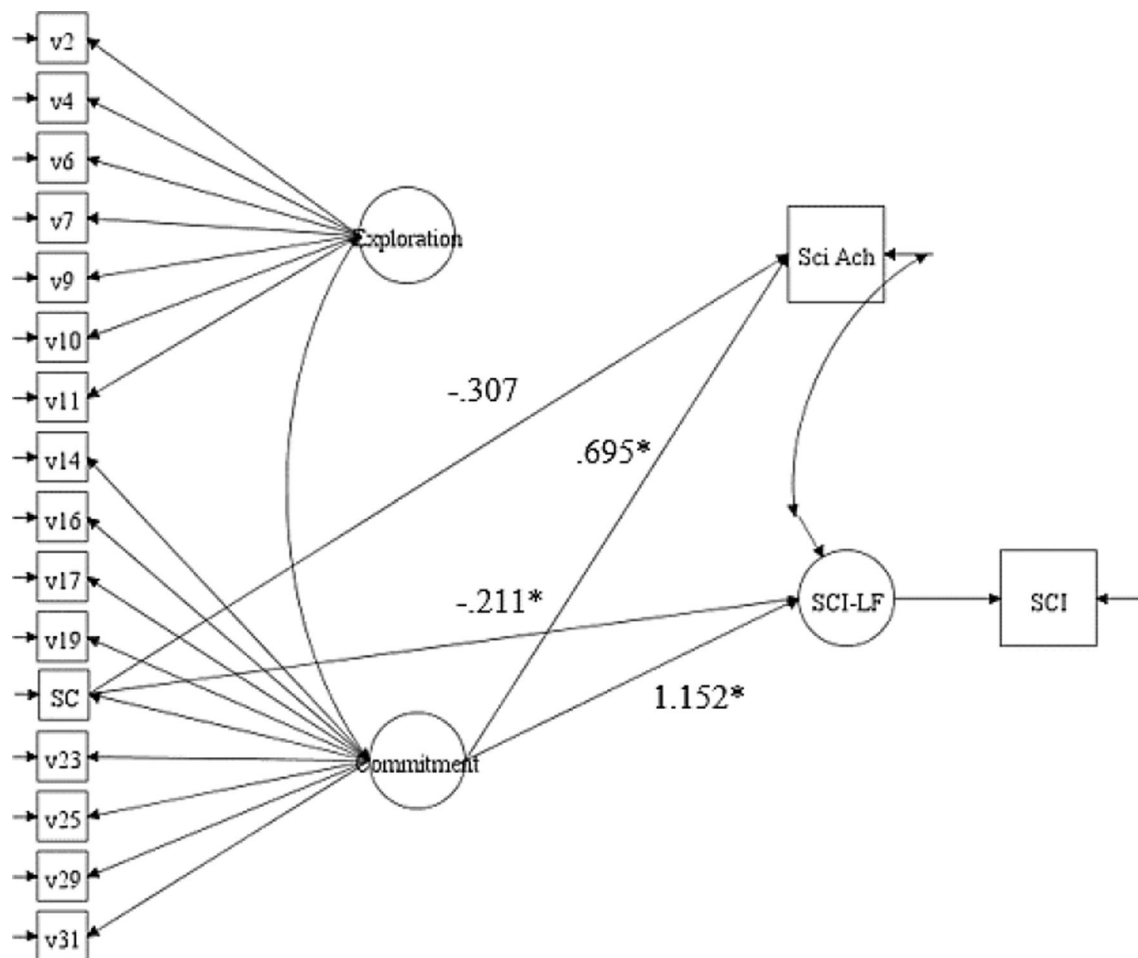 v2
v4
v6
v7
v9
v10
v11
v14
v16
v17
v19
SC
v23
v25
v29
v31
Exploration
Commitment
-.307
.695*
-.211*
1.152*
Sci Ach
SCI-LF
SCI